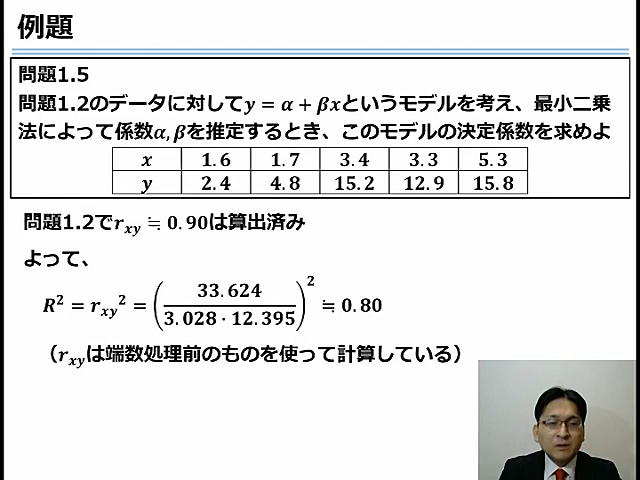 例題
問題1.5
問題1.2のデータに対してy = α + βxというモデルを考え、最小二乗
法によって係数α, βを推定するとき、このモデルの決定係数を求めよ
x 1.6 1.7 3.4 3.3 5.3
y 2.4 4.8 15.2 12.9 15.8
問題1.2でr_xy ≒ 0.90は算出済み
よって、
R² = r_xy² = (33.624 / (3.028 · 12.395))² ≒ 0.80
（r_xyは端数処理前のものを使って計算している）